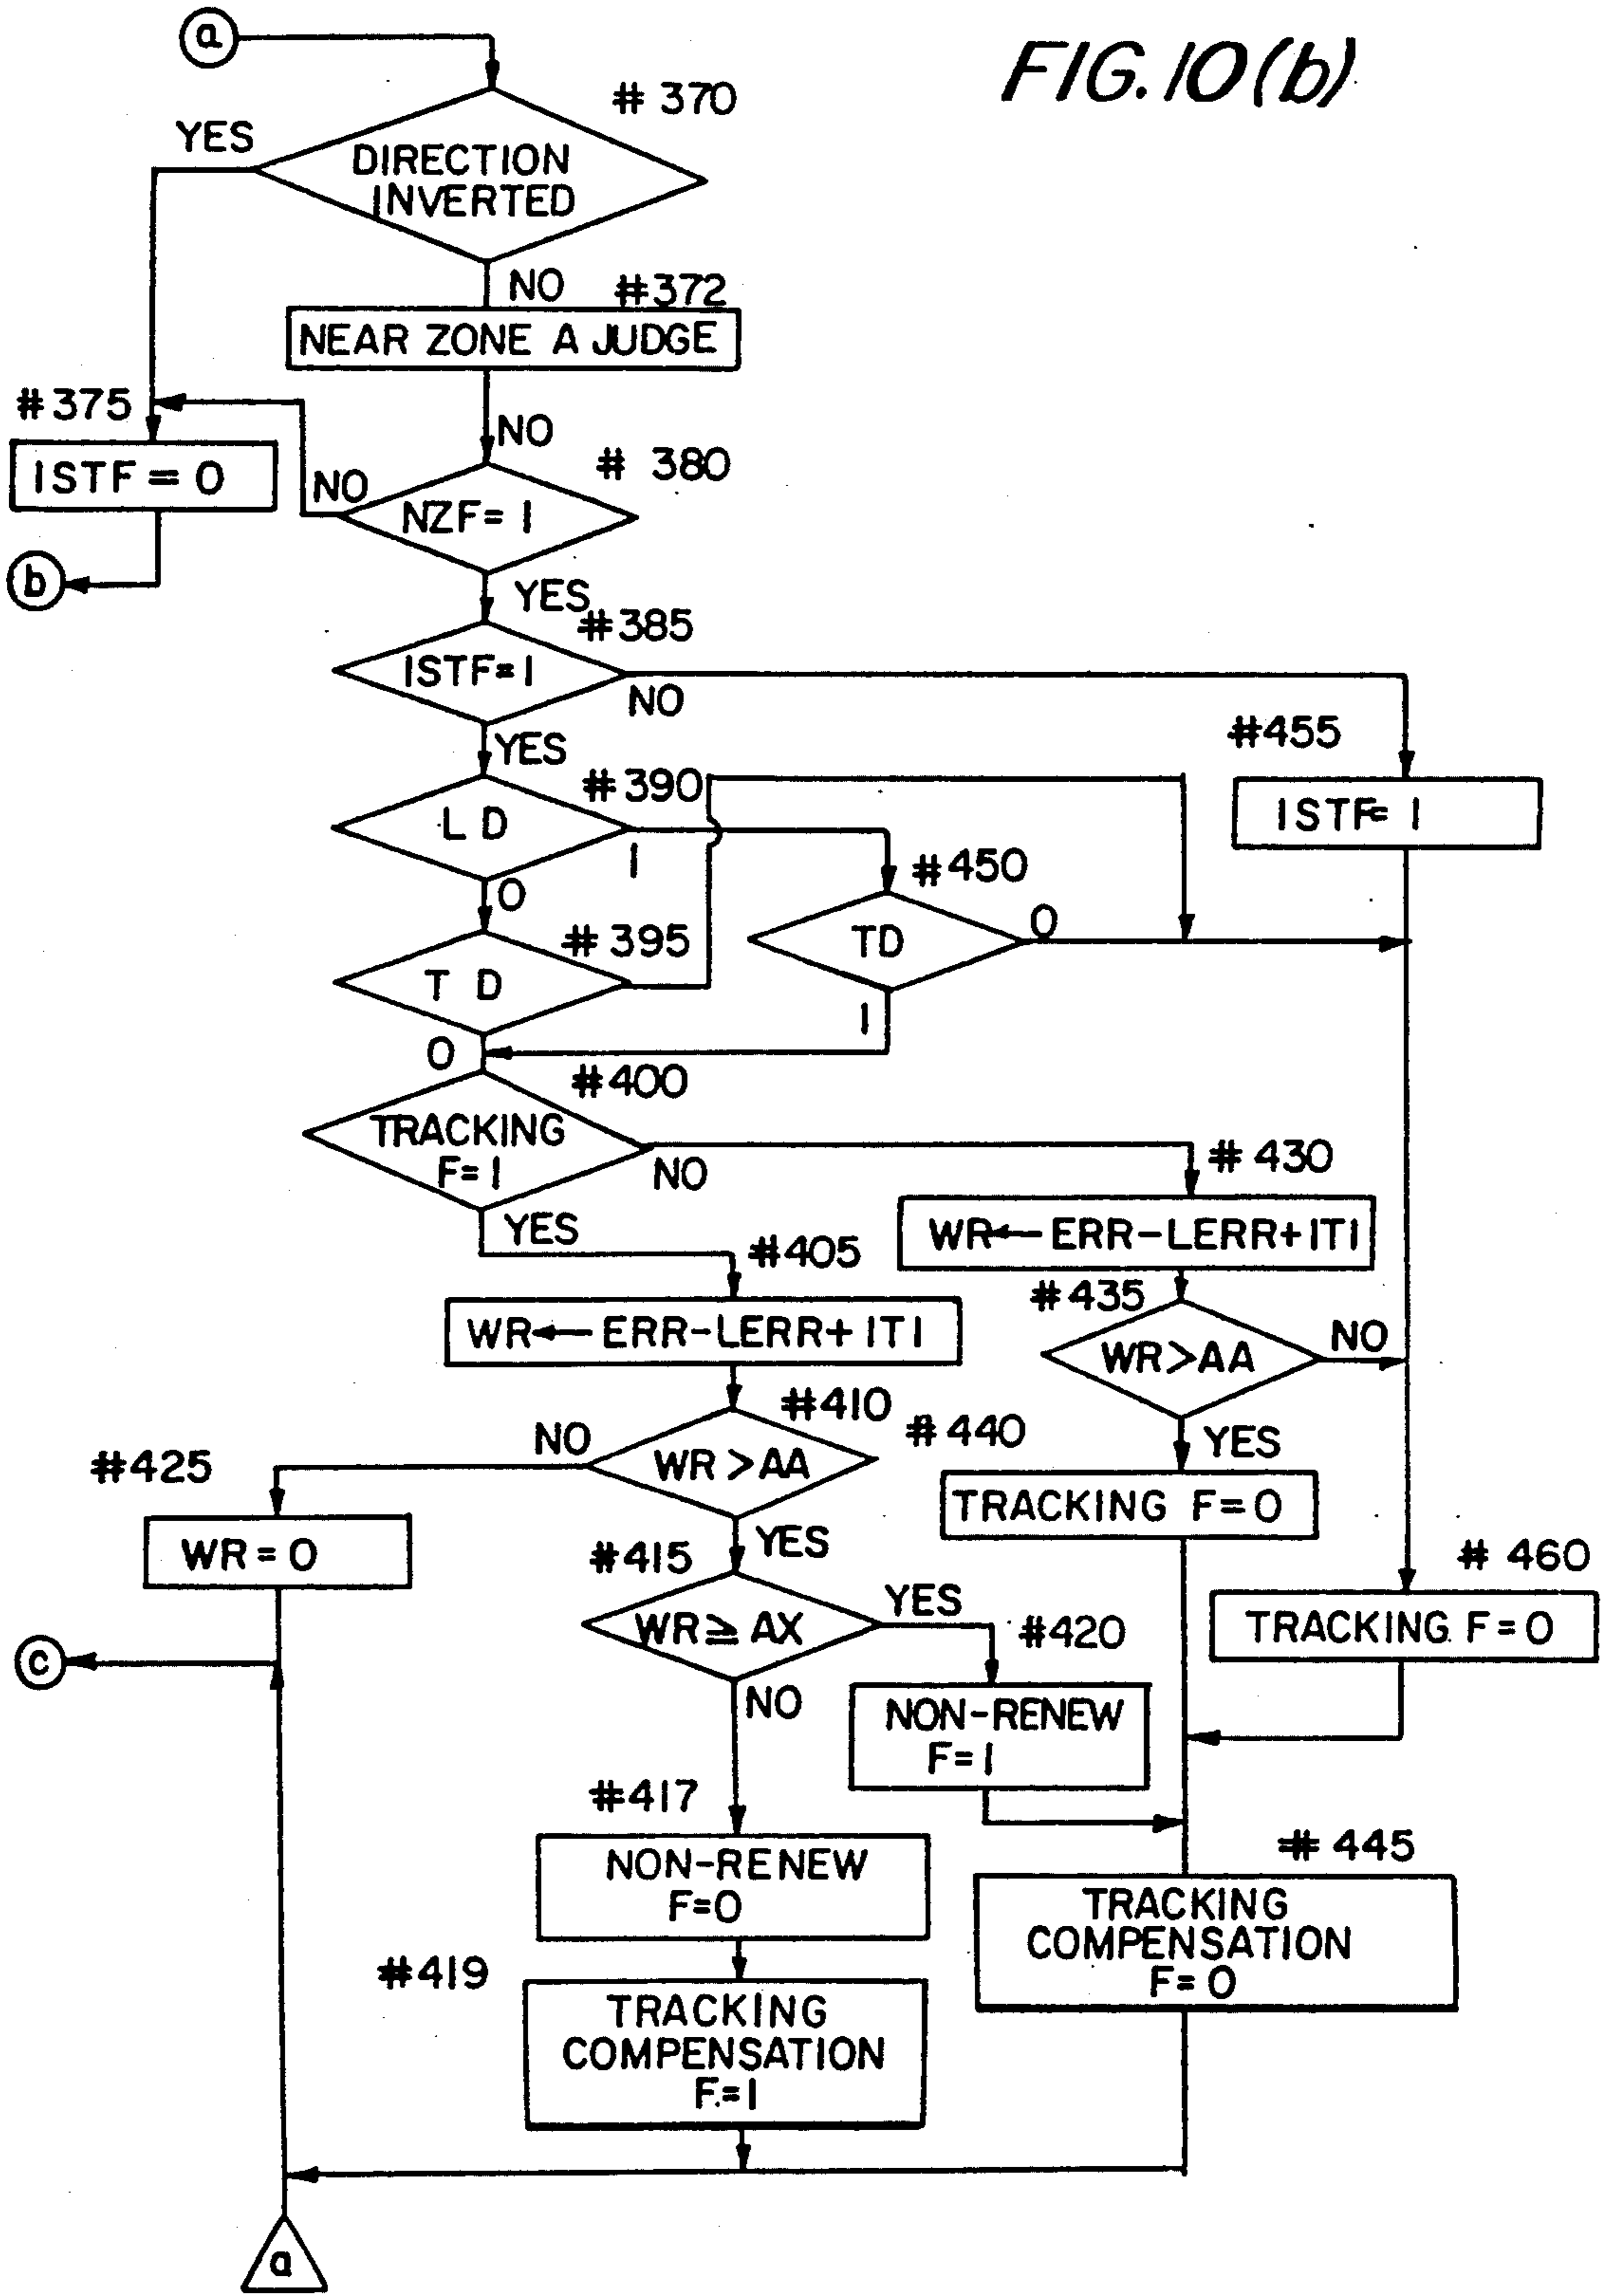 a
FIG. 10(b)
# 370
YES
DIRECTION
INVERTED
NO
#372
NEAR ZONE A JUDGE
#375
NO
# 380
ISTF = 0
NO
NZF = 1
b
YES
#385
ISTF=1
NO
#455
YES
#390
LD
ISTF= 1
1
#450
0
#395
TD
0
TD
1
0
#400
TRACKING
F=1
NO
# 430
YES
WR←ERR-LERR+ITI
#405
#435
WR←ERR-LERR+ITI
WR>AA
NO
#410
#440
NO
WR>AA
YES
#425
TRACKING F=0
WR=0
YES
#415
# 460
YES
WR≧AX
#420
TRACKING F=0
c
NO
NON-RENEW
F=1
#417
NON-RENEW
F=0
# 445
TRACKING
COMPENSATION
F=0
#419
TRACKING
COMPENSATION
F=1
a